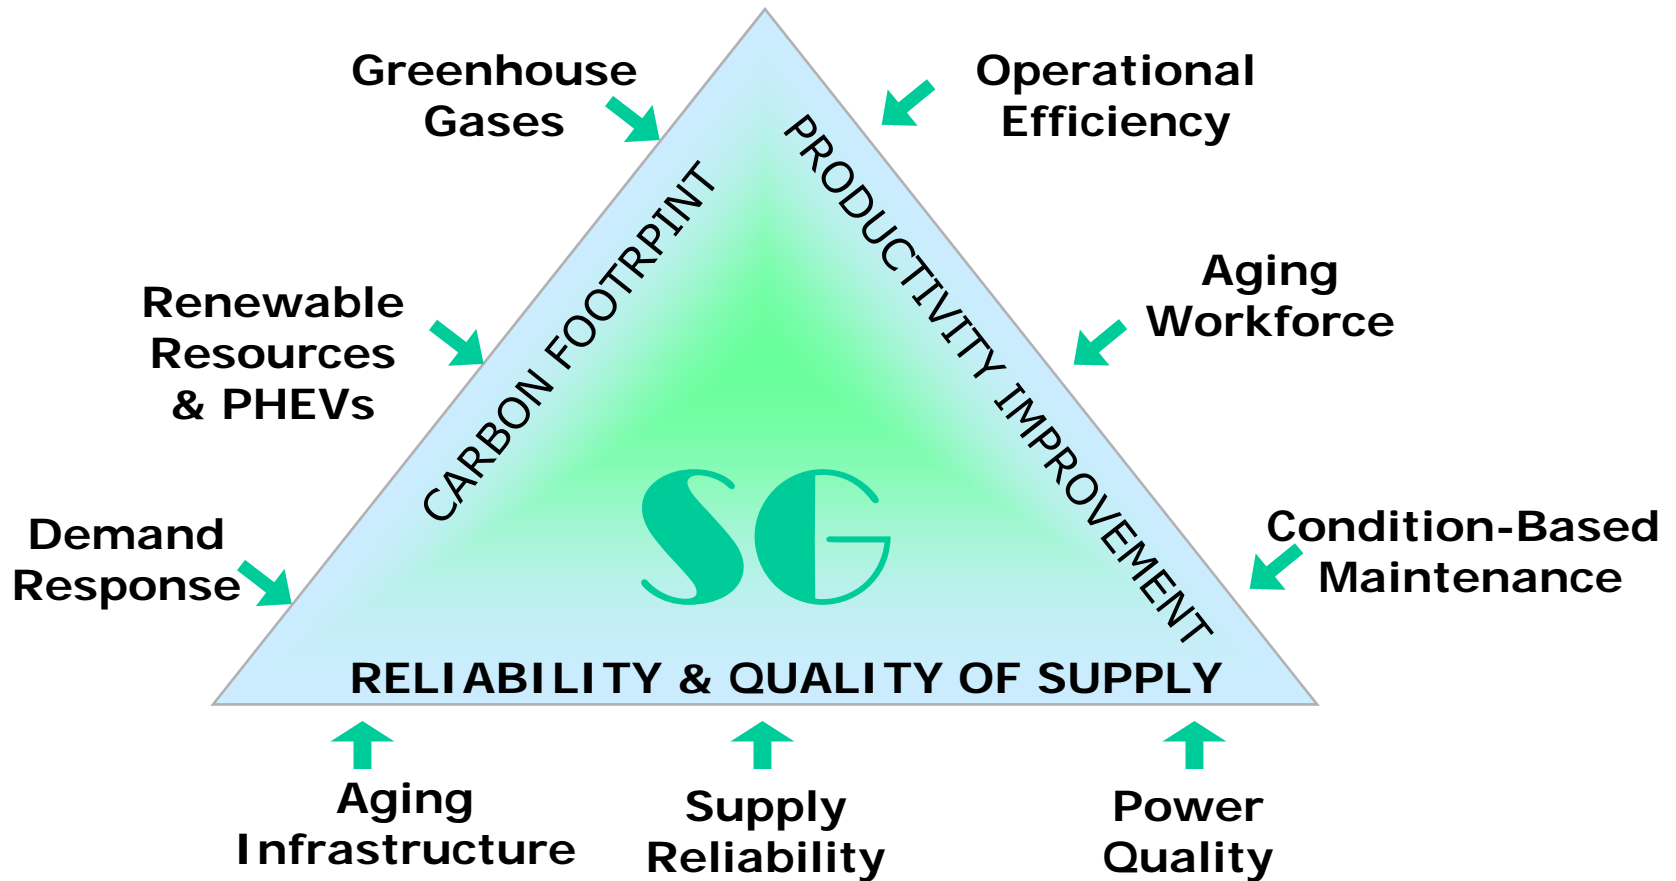 Greenhouse
Gases
Operational
Efficiency
CARBON FOOTRPINT
PRODUCTIVITY IMPROVEMENT
Renewable
Resources
& PHEVs
Aging
Workforce
Demand
Response
SG
Condition-Based
Maintenance
RELIABILITY & QUALITY OF SUPPLY
Aging
Infrastructure
Supply
Reliability
Power
Quality